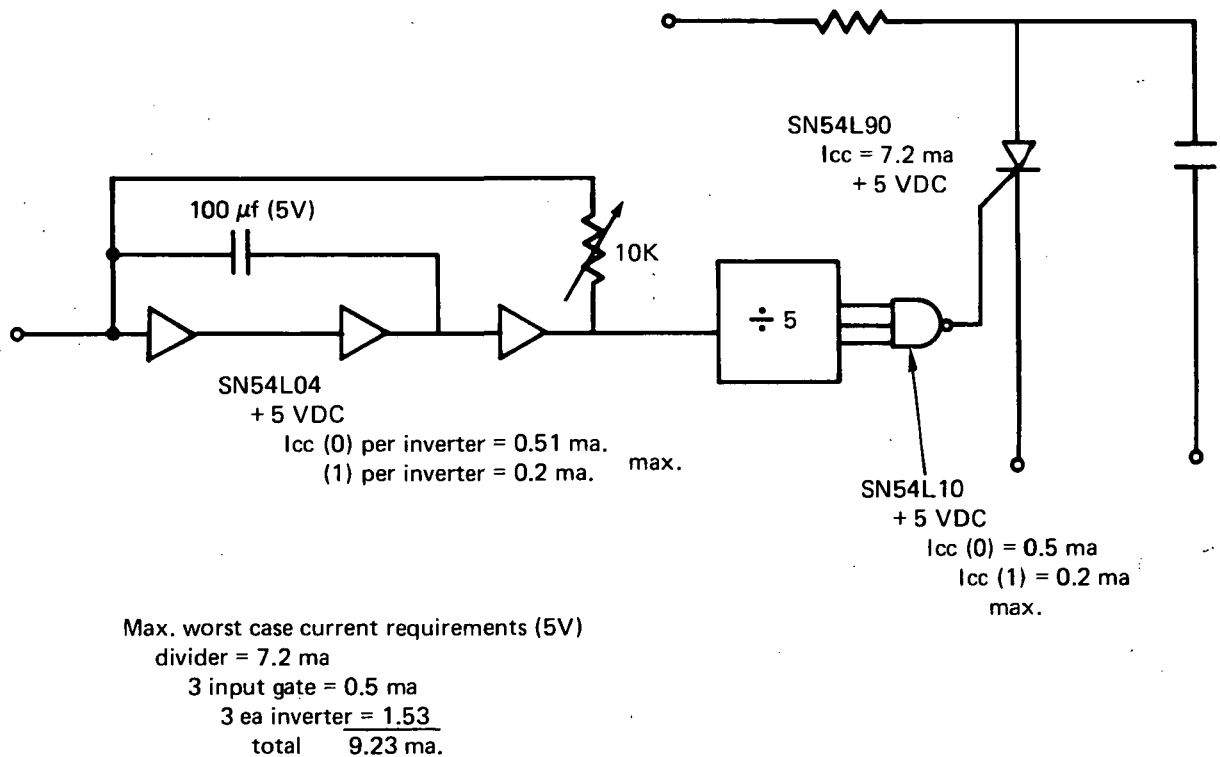 SN54L90
Icc = 7.2 ma
+ 5 VDC
100 μf (5V)
10K
÷ 5
SN54L04
+ 5 VDC
Icc (0) per inverter = 0.51 ma.
(1) per inverter = 0.2 ma.
max.
SN54L10
+ 5 VDC
Icc (0) = 0.5 ma
Icc (1) = 0.2 ma
max.
Max. worst case current requirements (5V)
divider = 7.2 ma
3 input gate = 0.5 ma
3 ea inverter = 1.53
total 9.23 ma.